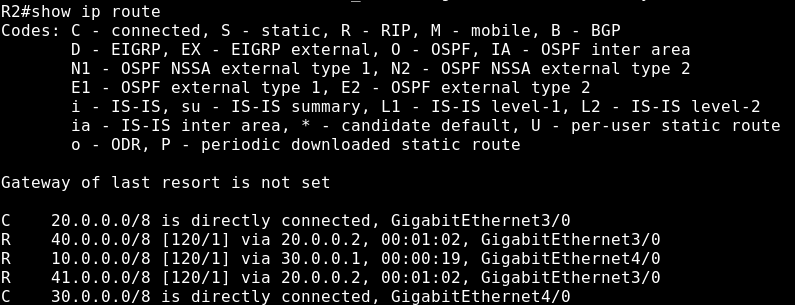 R2#show ip route
Codes: C - connected, S - static, R - RIP, M - mobile, B - BGP
       D - EIGRP, EX - EIGRP external, O - OSPF, IA - OSPF inter area
       N1 - OSPF NSSA external type 1, N2 - OSPF NSSA external type 2
       E1 - OSPF external type 1, E2 - OSPF external type 2
       i - IS-IS, su - IS-IS summary, L1 - IS-IS level-1, L2 - IS-IS level-2
       ia - IS-IS inter area, * - candidate default, U - per-user static route
       o - ODR, P - periodic downloaded static route
Gateway of last resort is not set
C    20.0.0.0/8 is directly connected, GigabitEthernet3/0
R    40.0.0.0/8 [120/1] via 20.0.0.2, 00:01:02, GigabitEthernet3/0
R    10.0.0.0/8 [120/1] via 30.0.0.1, 00:00:19, GigabitEthernet4/0
R    41.0.0.0/8 [120/1] via 20.0.0.2, 00:01:02, GigabitEthernet3/0
C    30.0.0.0/8 is directly connected, GigabitEthernet4/0